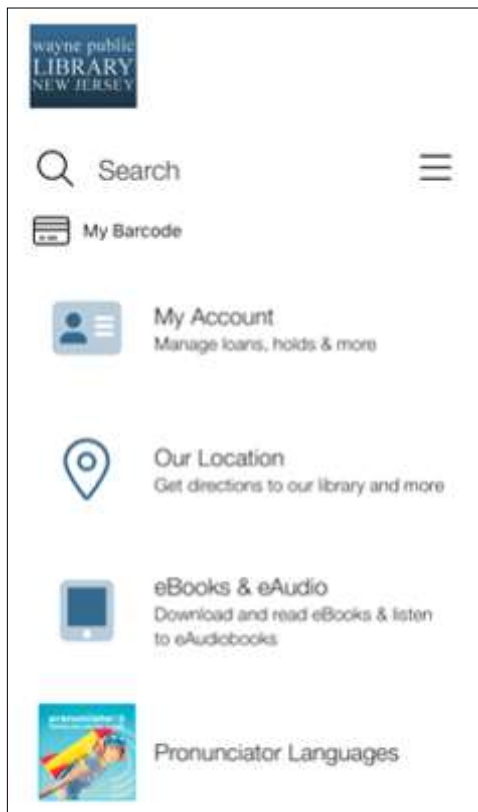 wayne public
LIBRARY
NEW JERSEY
Search
My Barcode
My Account
Manage loans, holds & more
Our Location
Get directions to our library and more
eBooks & eAudio
Download and read eBooks & listen
to eAudiobooks
Pronunciator Languages